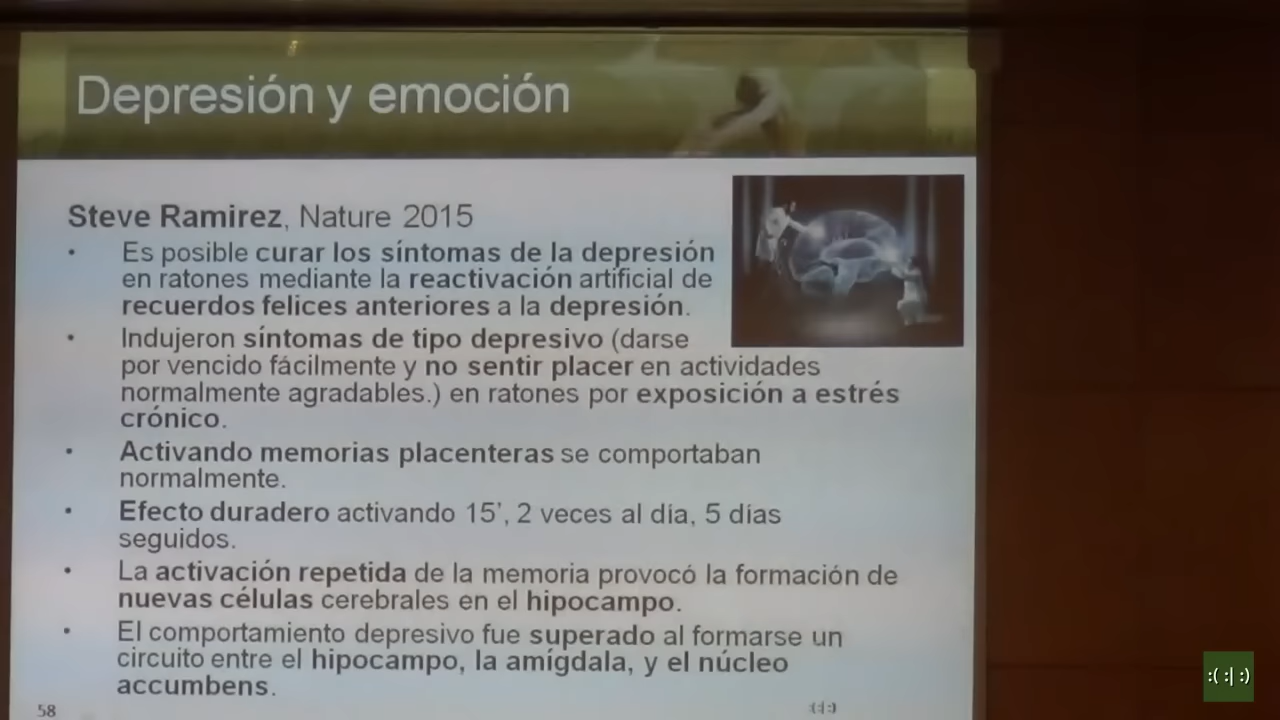 Depresión y emoción
Steve Ramirez, Nature 2015
• Es posible curar los síntomas de la depresión
en ratones mediante la reactivación artificial de
recuerdos felices anteriores a la depresión.
• Indujeron síntomas de tipo depresivo (darse
por vencido fácilmente y no sentir placer en actividades
normalmente agradables.) en ratones por exposición a estrés
crónico.
• Activando memorias placenteras se comportaban
normalmente.
• Efecto duradero activando 15’, 2 veces al día, 5 días
seguidos.
• La activación repetida de la memoria provocó la formación de
nuevas células cerebrales en el hipocampo.
• El comportamiento depresivo fue superado al formarse un
circuito entre el hipocampo, la amígdala, y el núcleo
accumbens.
58
:(:|:)
:(:|:)